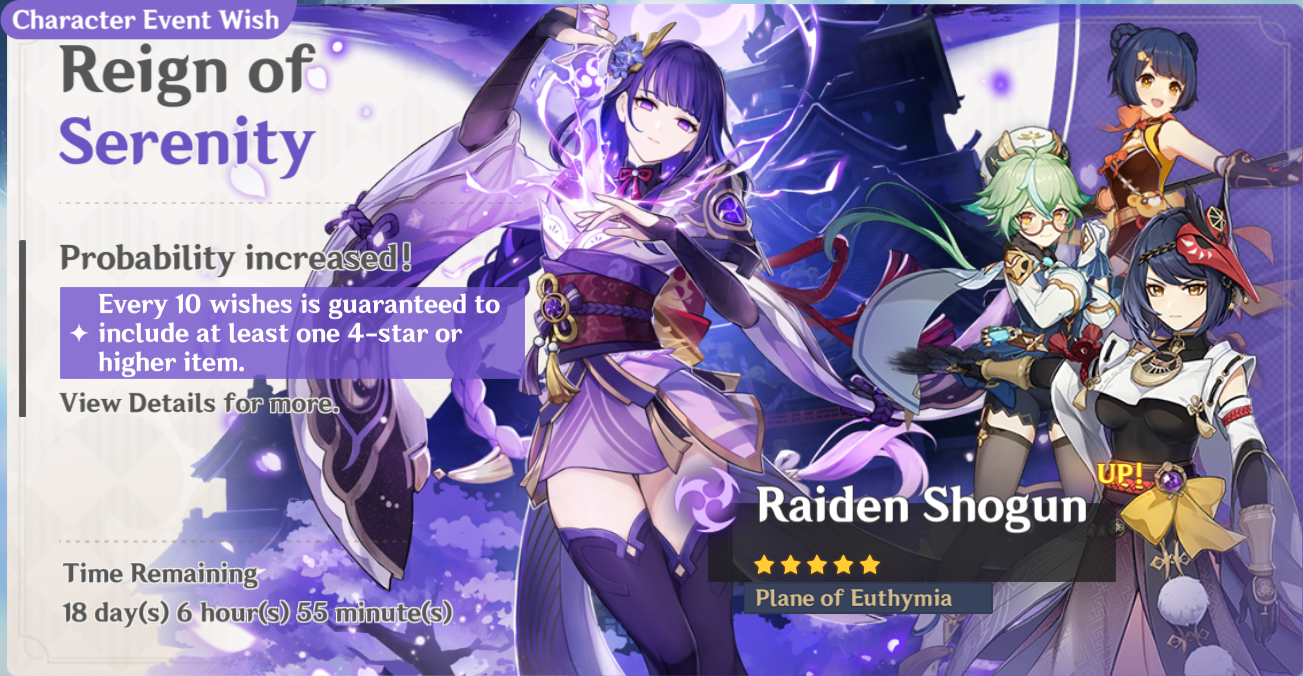 Character Event Wish
Reign of
Serenity
Probability increased!
Every 10 wishes is guaranteed to
include at least one 4-star or
higher item.
View Details for more.
UP!
Raiden Shogun
Plane of Euthymia
Time Remaining
18 day(s) 6 hour(s) 55 minute(s)